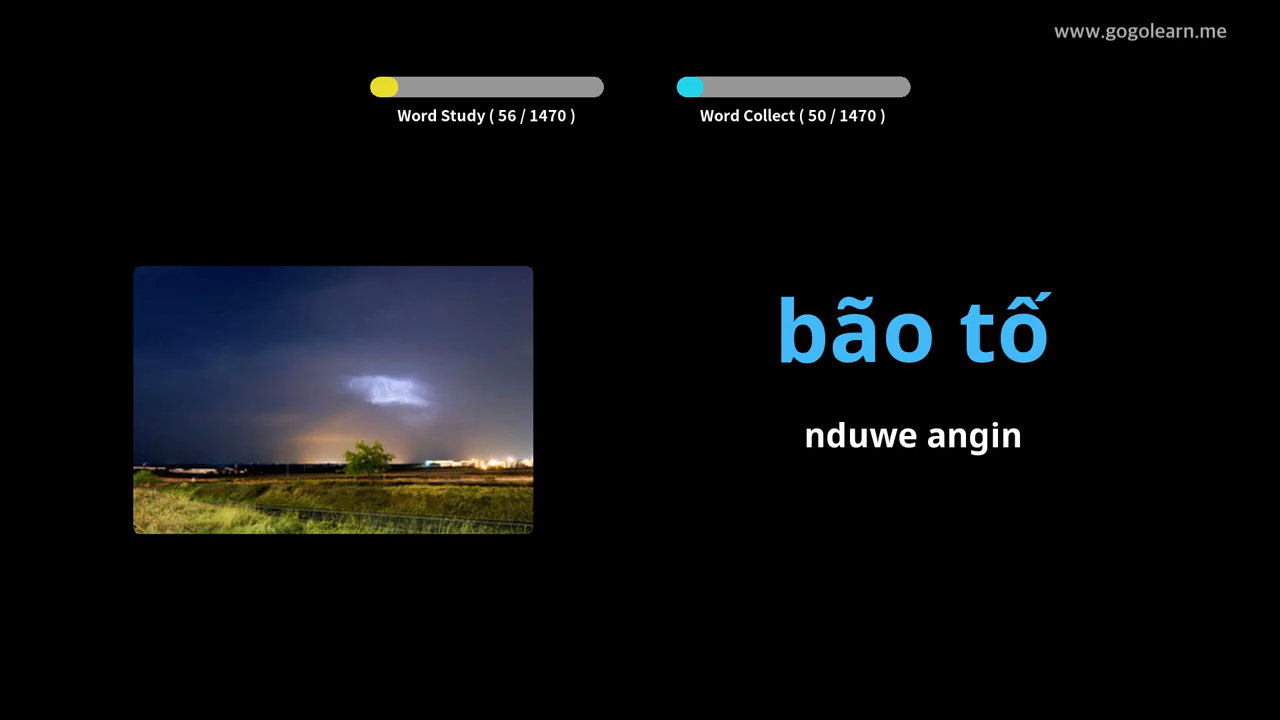 www.gogolearn.me
Word Study ( 56 / 1470 )
Word Collect ( 50 / 1470 )
bão tố
nduwe angin